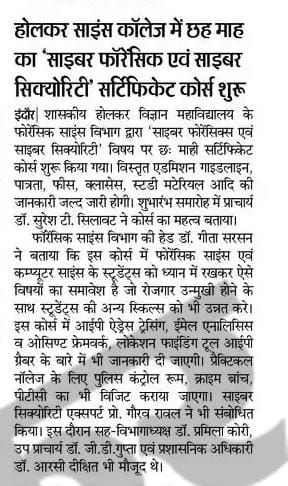 होलकर साइंस कॉलेज में छह माह
का ‘साइबर फॉरेंसिक एवं साइबर
सिक्योरिटी’ सर्टिफिकेट कोर्स शुरू
इंदौर| शासकीय होलकर विज्ञान महाविद्यालय के
फोरेंसिक साइंस विभाग द्वारा ‘साइबर फोरेंसिक्स एवं
साइबर सिक्योरिटी’ विषय पर छः माही सर्टिफिकेट
कोर्स शुरू किया गया। विस्तृत एडमिशन गाइडलाइन,
पात्रता, फीस, क्लासेस, स्टडी मटेरियल आदि की
जानकारी जल्द जारी होगी। शुभारंभ समारोह में प्राचार्य
डॉ. सुरेश टी. सिलावट ने कोर्स का महत्व बताया।
फॉरेंसिक साइंस विभाग की हेड डॉ. गीता सरसन
ने बताया कि इस कोर्स में फोरेंसिक साइंस एवं
कम्प्यूटर साइंस के स्टूडेंट्स को ध्यान में रखकर ऐसे
विषयों का समावेश है जो रोजगार उन्मुखी होने के
साथ स्टूडेंट्स की अन्य स्किल्स को भी उन्नत करे।
इस कोर्स में आईपी ऐड्रेस ट्रेसिंग, ईमेल एनालिसिस
व ओसिण्ट फ्रेमवर्क, लोकेशन फाइंडिंग टूल आईपी
ग्रैबर के बारे में भी जानकारी दी जाएगी। प्रैक्टिकल
नॉलेज के लिए पुलिस कंट्रोल रूम, क्राइम ब्रांच,
पीटीसी का भी विजिट कराया जाएगा। साइबर
सिक्योरिटी एक्सपर्ट प्रो. गौरव रावल ने भी संबोधित
किया। इस दौरान सह-विभागाध्यक्ष डॉ. प्रमिला कोरी,
उप प्राचार्य डॉ. जी.डी.गुप्ता एवं प्रशासनिक अधिकारी
डॉ. आरसी दीक्षित भी मौजूद थे।